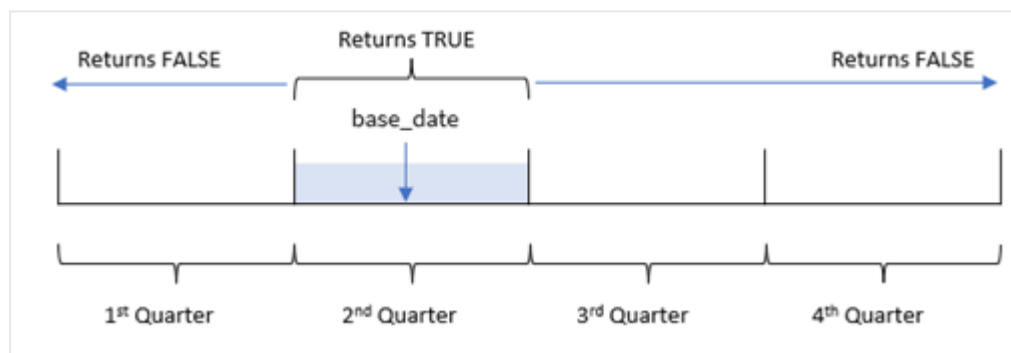 Returns TRUE
Returns FALSE
Returns FALSE
base_date
1st Quarter
2nd Quarter
3rd Quarter
4th Quarter